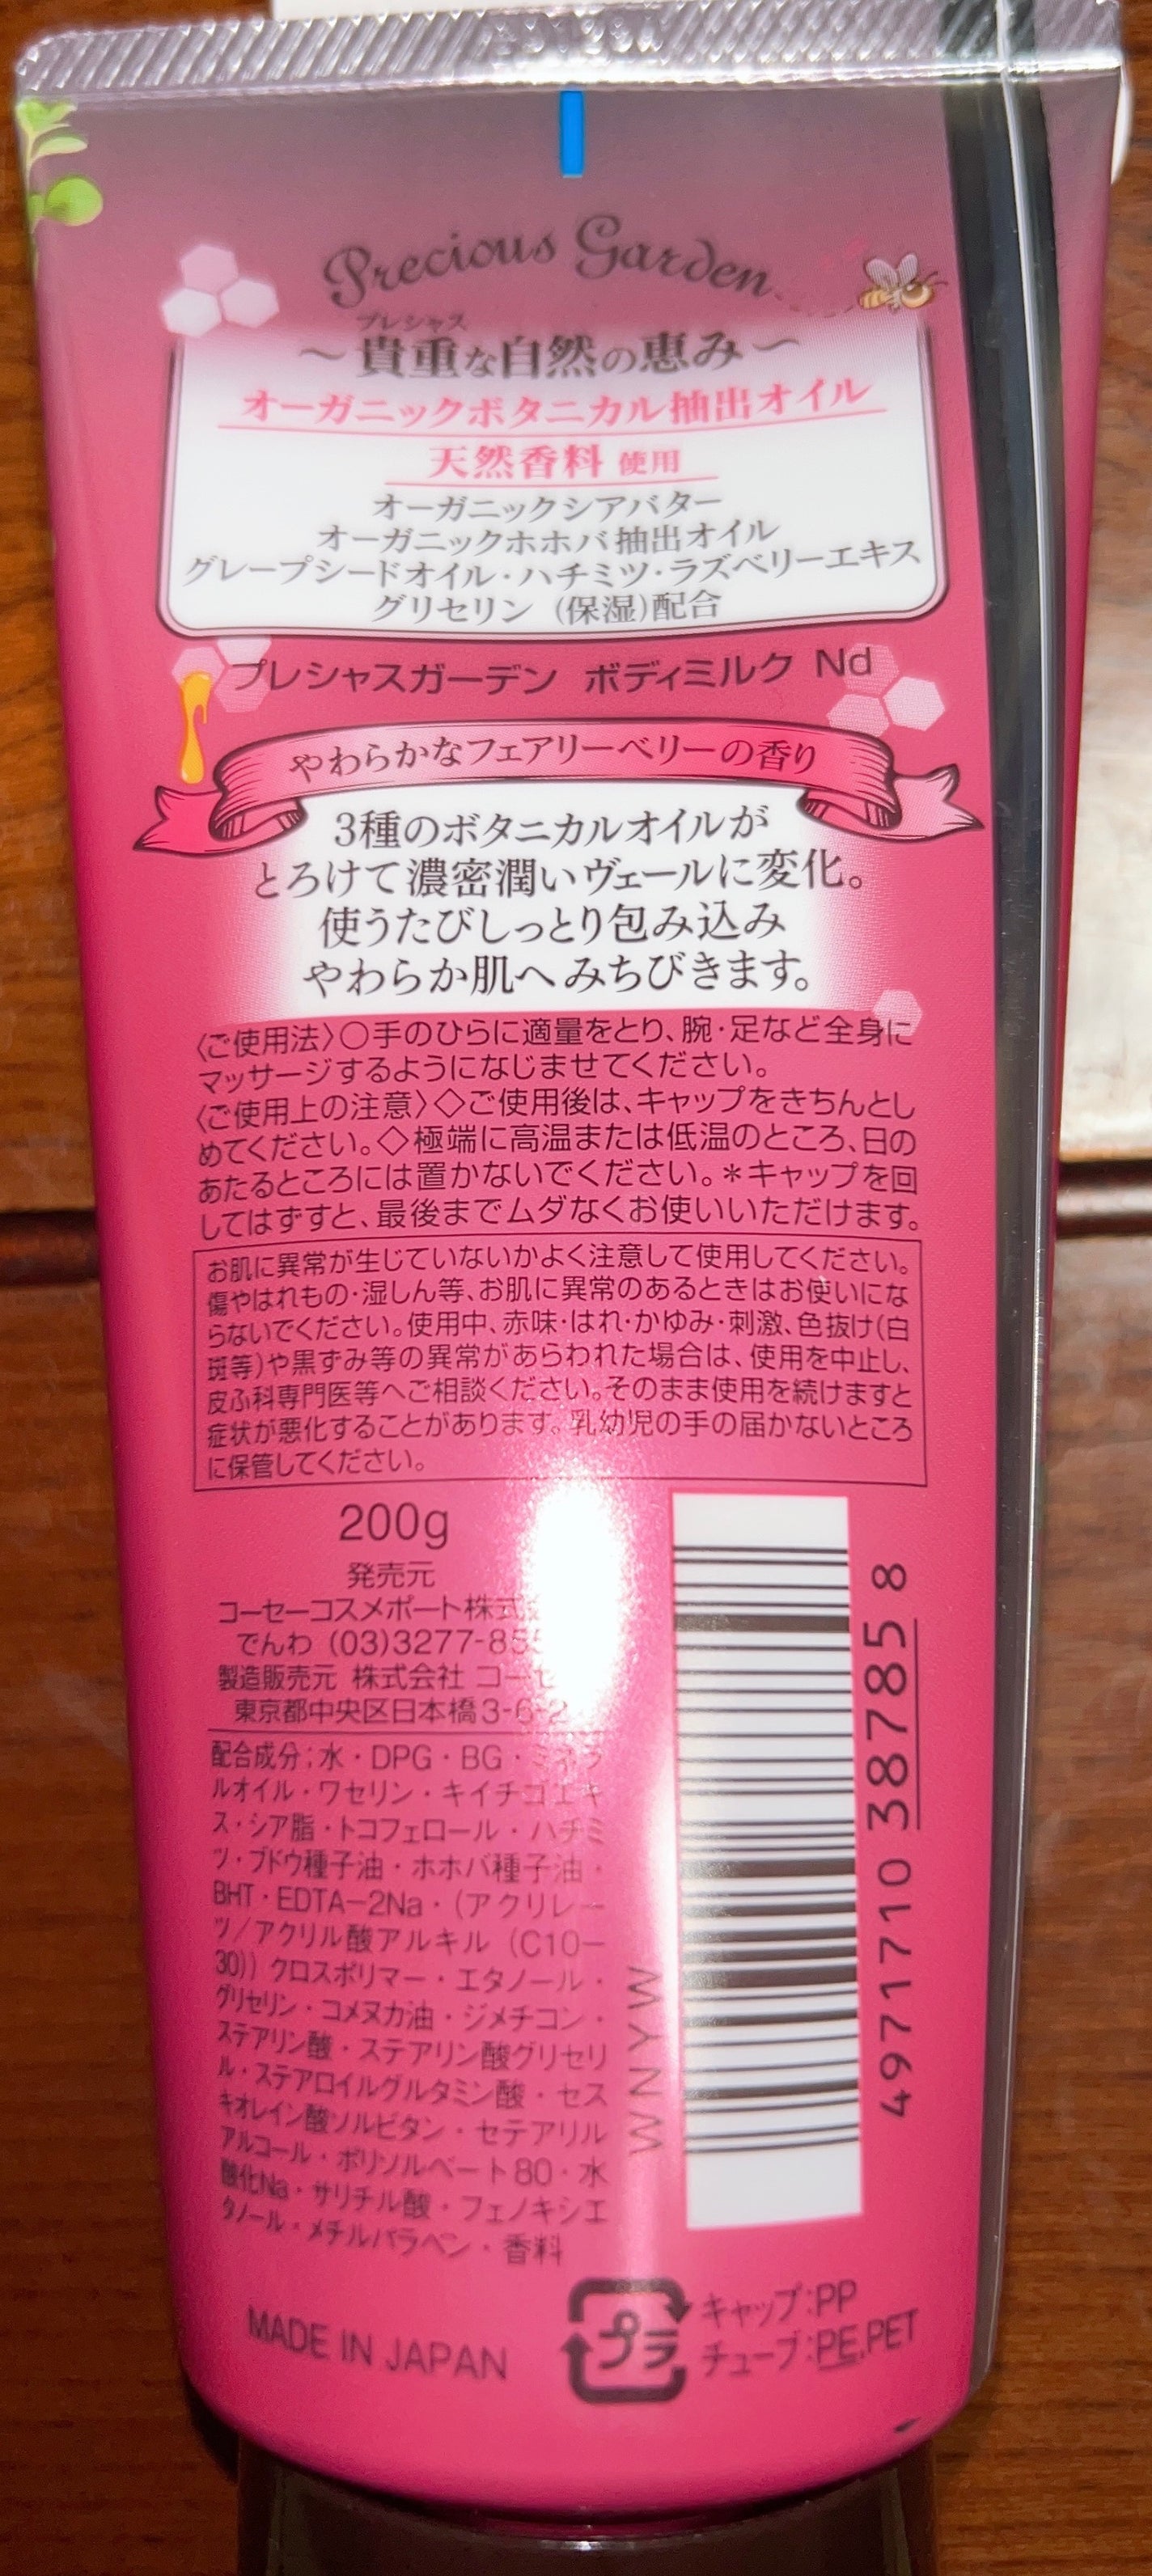 Precious Garden
プレシャス
〜貴重な自然の恵み〜
オーガニックボタニカル抽出オイル
天然香料 使用
オーガニックシアバター
オーガニックホホバ抽出オイル
グレープシードオイル・ハチミツ・ラズベリーエキス
グリセリン (保湿)配合
プレシャスガーデン ボディミルク Nd
やわらかなフェアリーベリーの香り
3種のボタニカルオイルが
とろけて濃密潤いヴェールに変化。
使うたびしっとり包み込み
やわらか肌へみちびきます。
〈ご使用法〉○手のひらに適量をとり、腕・足など全身に
マッサージするようになじませてください。
〈ご使用上の注意〉◇ご使用後は、キャップをきちんとし
めてください。◇極端に高温または低温のところ、日の
あたるところには置かないでください。*キャップを回
してはずすと、最後までムダなくお使いいただけます。
お肌に異常が生じていないかよく注意して使用してください。
傷やはれもの・湿しん等、お肌に異常のあるときはお使いにな
らないでください。使用中、赤味・はれ・かゆみ・刺激、色抜け(白
斑等)や黒ずみ等の異常があらわれた場合は、使用を中止し、
皮ふ科専門医等へご相談ください。そのまま使用を続けますと
症状が悪化することがあります。乳幼児の手の届かないところ
に保管してください。
200g
発売元
コーセーコスメポート株式
でんわ (03)3277-85
製造販売元 株式会社 コーセ
東京都中央区日本橋3-6-2
配合成分;水・DPG・BG・ミネラ
ルオイル・ワセリン・キイチゴエキ
ス・シア脂・トコフェロール・ハチミ
ツ・ブドウ種子油・ホホバ種子油・
BHT・EDTA-2Na・(アクリレー
ツ/アクリル酸アルキル (C10-
30)) クロスポリマー・エタノール・
グリセリン・コメヌカ油・ジメチコン・
ステアリン酸・ステアリン酸グリセリ
ル・ステアロイルグルタミン酸・セス
キオレイン酸ソルビタン・セテアリル
アルコール・ポリソルベート80・水
酸化Na・サリチル酸・フェノキシエ
タノール・メチルパラベン・香料
WNYM
4971710 387858
MADE IN JAPAN
プラ
キャップ:PP
チューブ:PE,PET